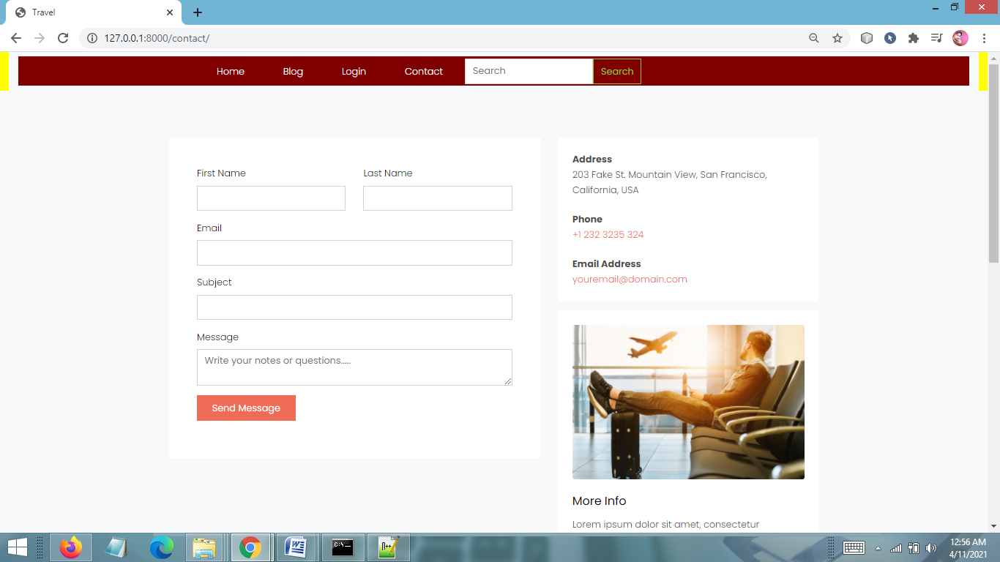 Travel
127.0.0.1:8000/contact/
Home Blog Login Contact Search Search
First Name Last Name
Email
Subject
Message
Write your notes or questions.....
Send Message
Address
203 Fake St. Mountain View, San Francisco,
California, USA
Phone
+1 232 3235 324
Email Address
youremail@domain.com
More Info
Lorem ipsum dolor sit amet, consectetur
12:56 AM
4/11/2021